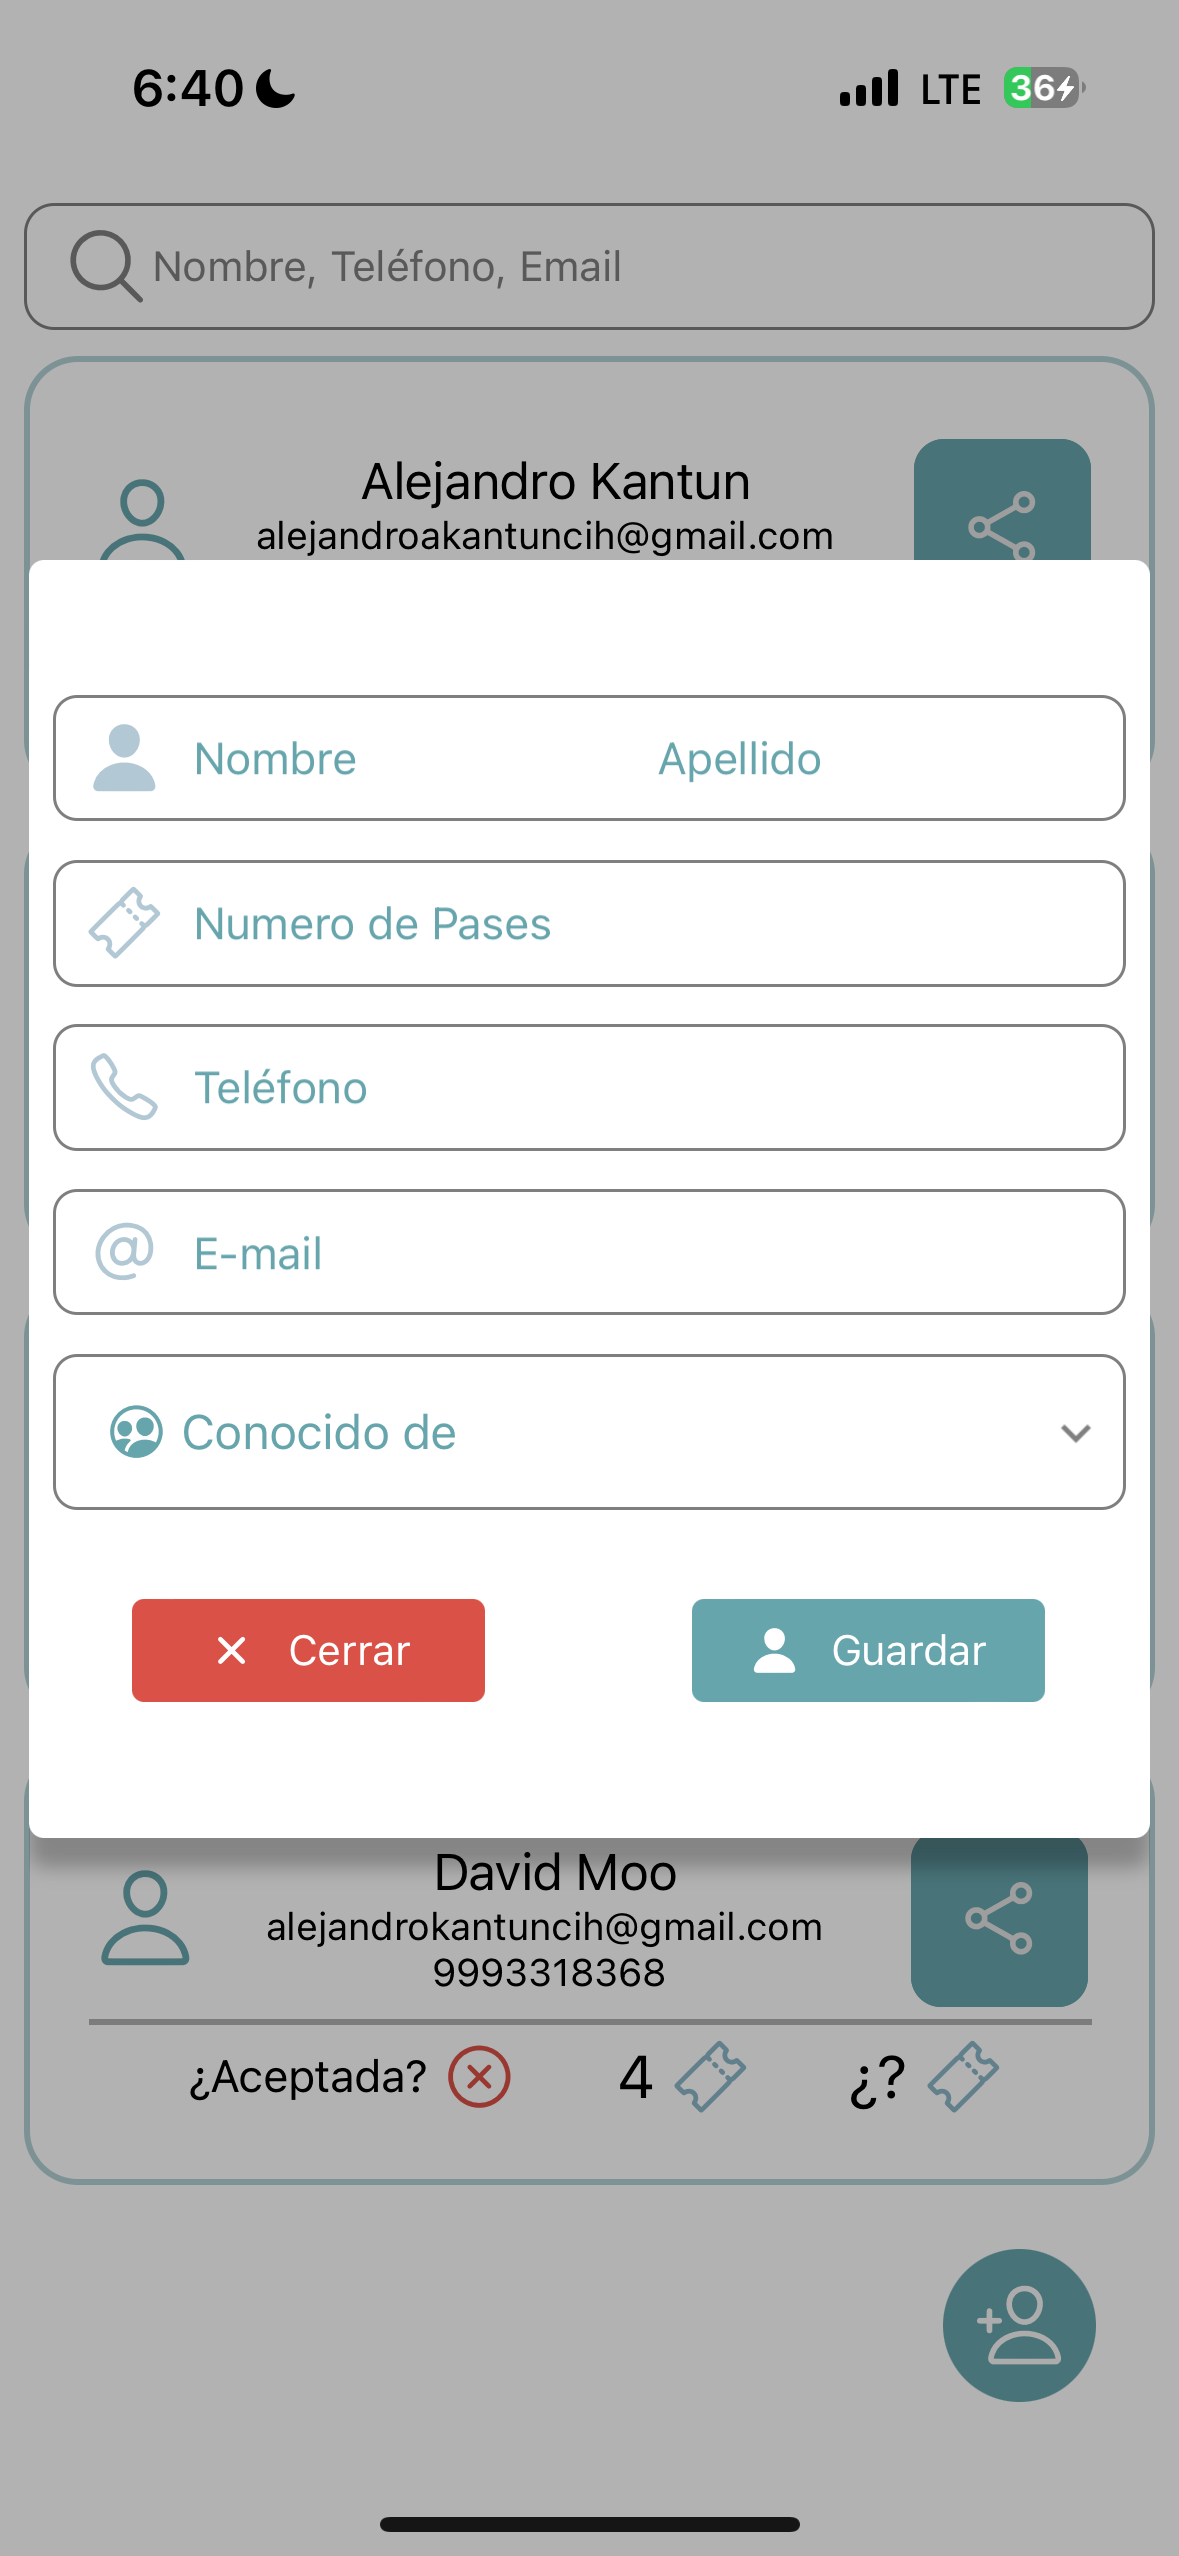 6:40
LTE 36
Nombre, Teléfono, Email
Alejandro Kantun
alejandroakantuncih@gmail.com
Nombre Apellido
Numero de Pases
Teléfono
E-mail
Conocido de
Cerrar Guardar
David Moo
alejandrokantuncih@gmail.com
9993318368
¿Aceptada? 4 ¿?